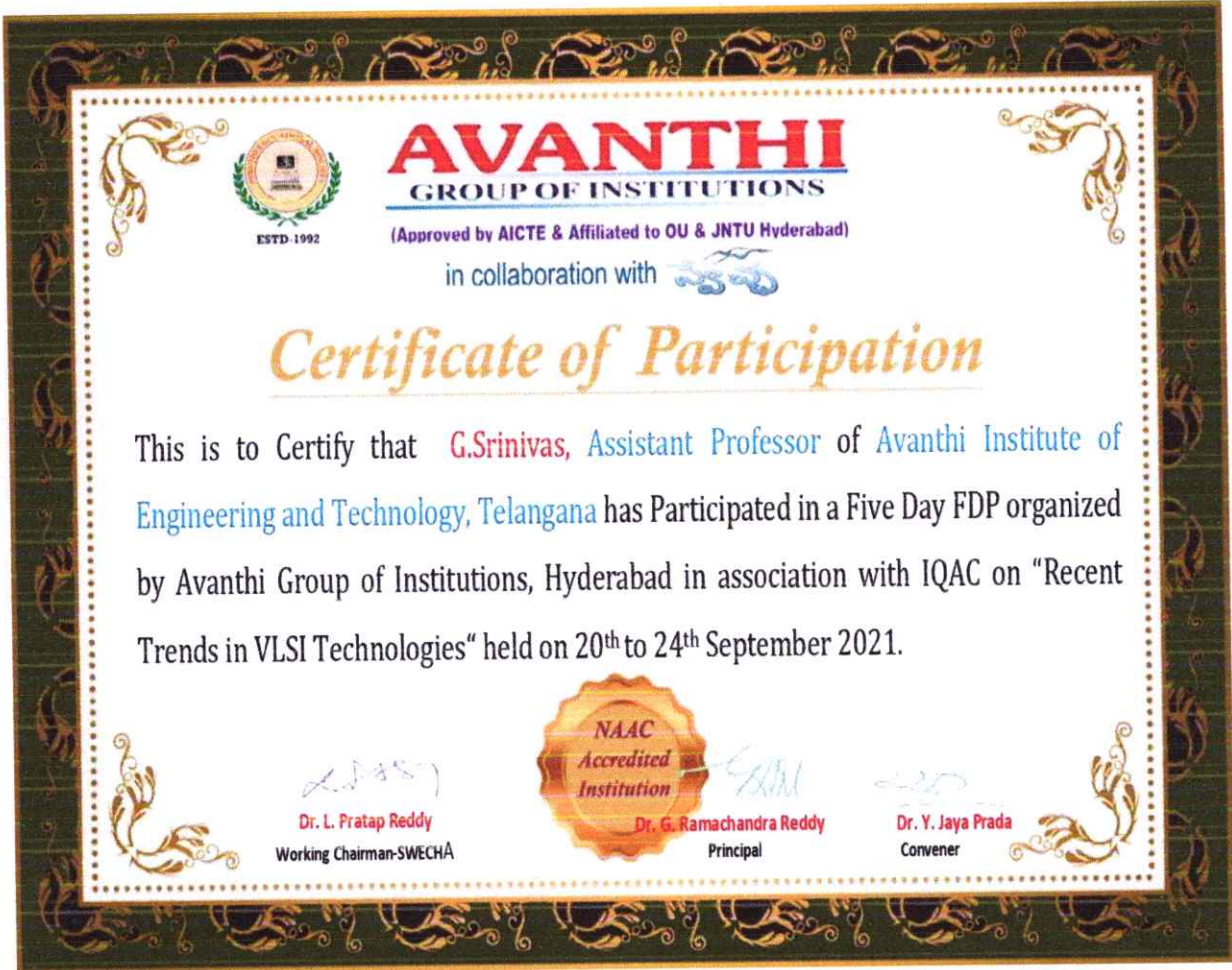 AVANTHI
GROUP OF INSTITUTIONS
ESTD-1992
(Approved by AICTE & Affiliated to OU & JNTU Hyderabad)
in collaboration with
Certificate of Participation
This is to Certify that G.Srinivas, Assistant Professor of Avanthi Institute of
Engineering and Technology, Telangana has Participated in a Five Day FDP organized
by Avanthi Group of Institutions, Hyderabad in association with IQAC on “Recent
Trends in VLSI Technologies“ held on 20th to 24th September 2021.
NAAC
Accredited
Institution
Dr. L. Pratap Reddy
Working Chairman-SWECHA
Dr. G. Ramachandra Reddy
Principal
Dr. Y. Jaya Prada
Convener